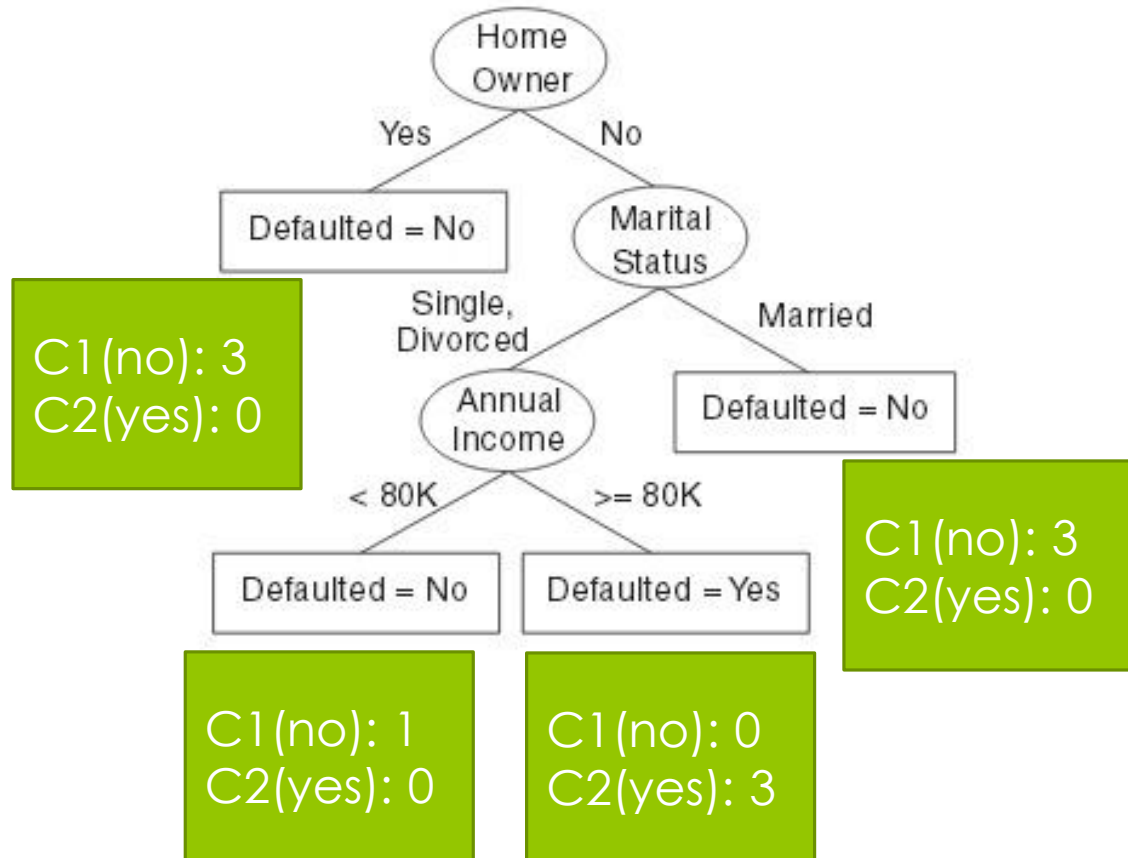 Home
Owner
Yes
No
Defaulted = No
Marital
Status
C1(no): 3
C2(yes): 0
Single,
Divorced
Married
Annual
Income
Defaulted = No
< 80K
>= 80K
C1(no): 3
C2(yes): 0
Defaulted = No
Defaulted = Yes
C1(no): 1
C2(yes): 0
C1(no): 0
C2(yes): 3